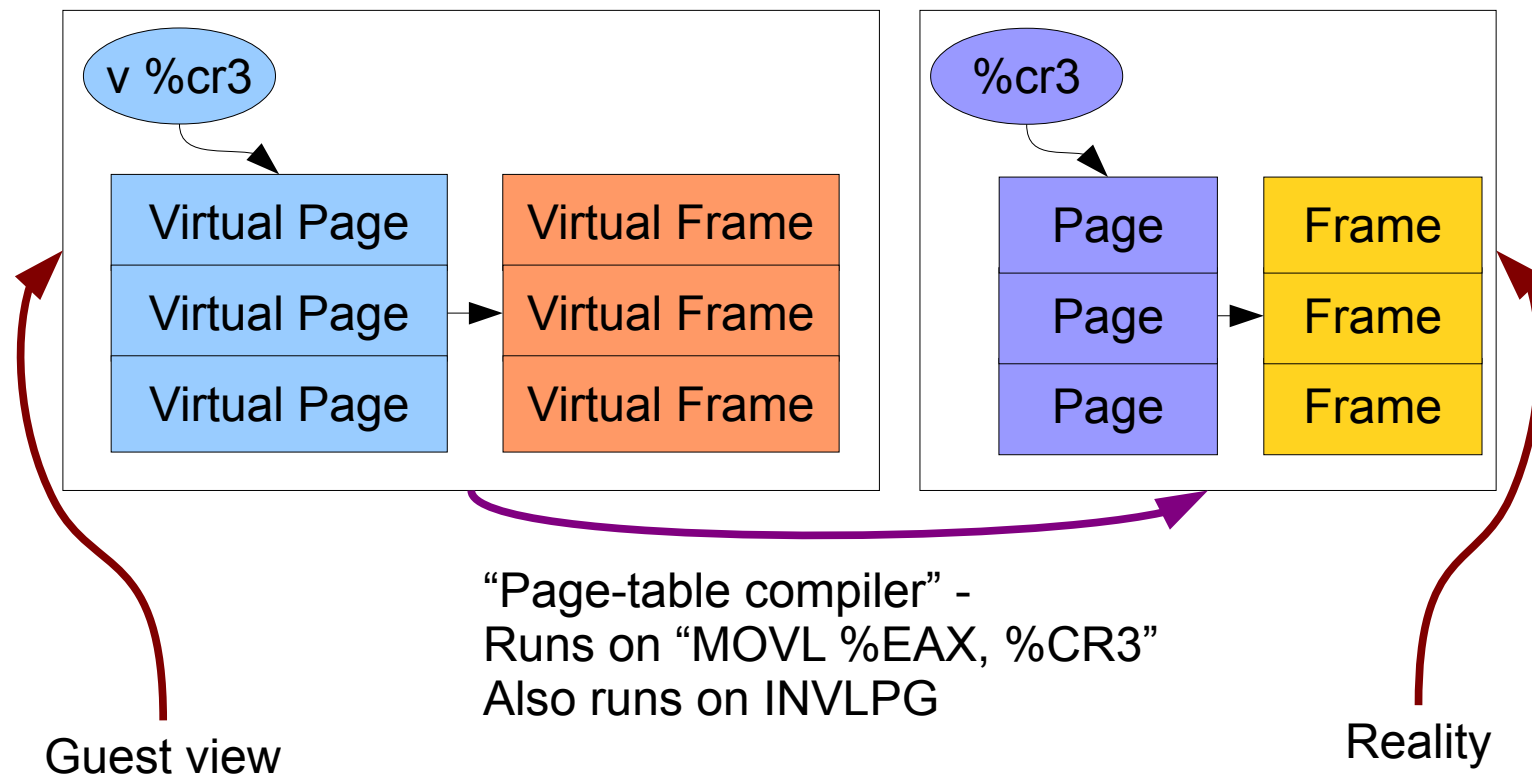 v %cr3
Virtual Page
Virtual Page
Virtual Page
Virtual Frame
Virtual Frame
Virtual Frame
%cr3
Page
Page
Page
Frame
Frame
Frame
“Page-table compiler” -
Runs on “MOVL %EAX, %CR3”
Also runs on INVLPG
Guest view
Reality